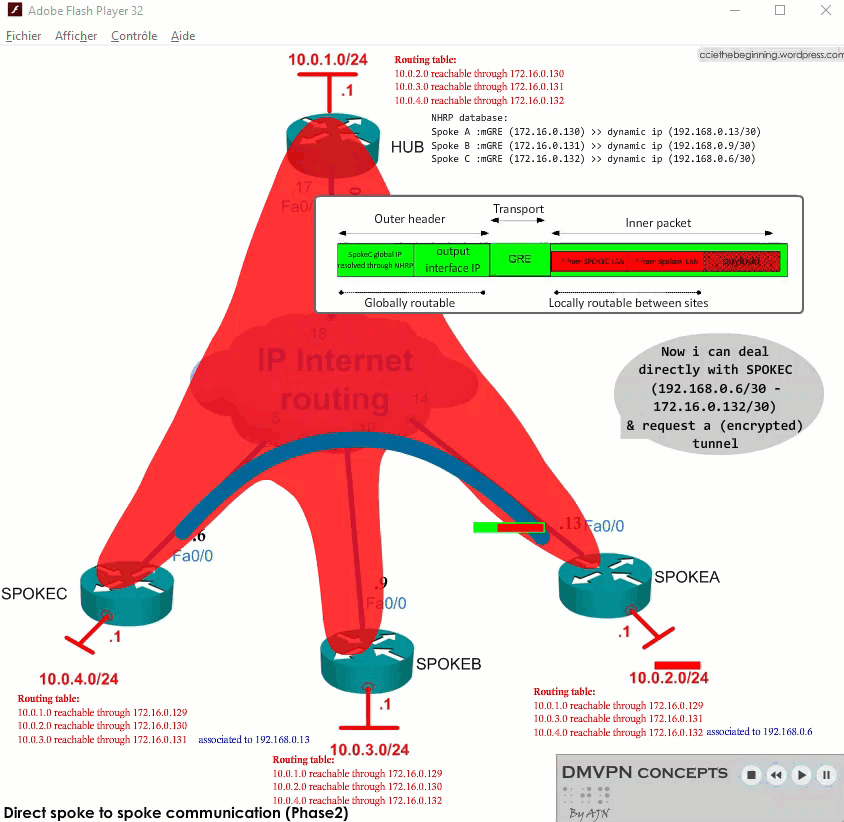 Adobe Flash Player 32
Fichier Afficher Contrôle Aide
cciethebeginning.wordpress.com
10.0.1.0/24
.1
HUB
Routing table:
10.0.2.0 reachable through 172.16.0.130
10.0.3.0 reachable through 172.16.0.131
10.0.4.0 reachable through 172.16.0.132
NHRP database:
Spoke A :mGRE (172.16.0.130) >> dynamic ip (192.168.0.13/30)
Spoke B :mGRE (172.16.0.131) >> dynamic ip (192.168.0.9/30)
Spoke C :mGRE (172.16.0.132) >> dynamic ip (192.168.0.6/30)
.17
Fa0/
Outer header
Transport
Inner packet
SpokeC global IP
resolved through NHRP
output
interface IP
GRE
from SPOKEC LAN
from SpokeA LAN
payload
Globally routable
Locally routable between sites
18
IP Internet
routing
.14
5
10
Now i can deal
directly with SPOKEC
(192.168.0.6/30 -
172.16.0.132/30)
& request a (encrypted)
tunnel
.6
Fa0/0
.13
Fa0/0
.9
Fa0/0
SPOKEC
.1
10.0.4.0/24
Routing table:
10.0.1.0 reachable through 172.16.0.129
10.0.2.0 reachable through 172.16.0.130
10.0.3.0 reachable through 172.16.0.131 associated to 192.168.0.13
SPOKEB
.1
10.0.3.0/24
Routing table:
10.0.1.0 reachable through 172.16.0.129
10.0.2.0 reachable through 172.16.0.130
10.0.4.0 reachable through 172.16.0.132
SPOKEA
.1
10.0.2.0/24
Routing table:
10.0.1.0 reachable through 172.16.0.129
10.0.3.0 reachable through 172.16.0.131
10.0.4.0 reachable through 172.16.0.132 associated to 192.168.0.6
DMVPN CONCEPTS
By AJN
Direct spoke to spoke communication (Phase2)